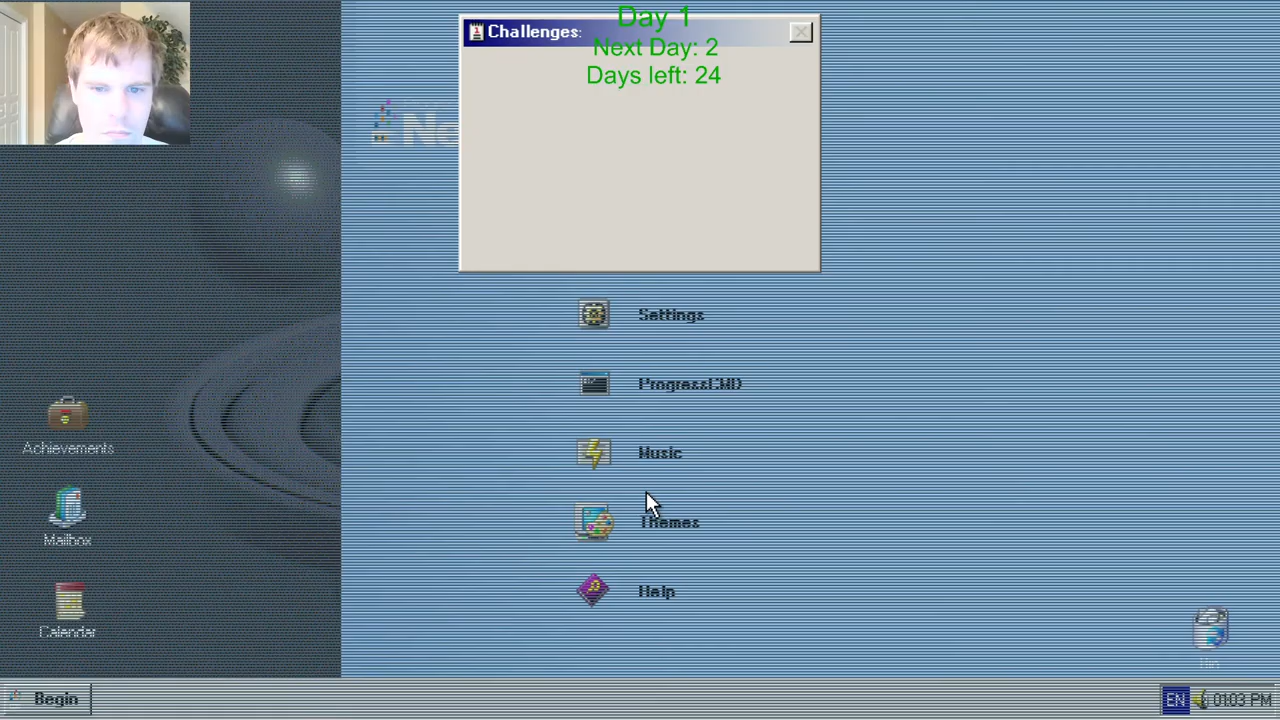 Day 1
Challenges:
Next Day: 2
Days left: 24
Settings
ProgressCMD
Music
Themes
Help
Achievements
Mailbox
Calendar
Begin
EN
01:03 PM